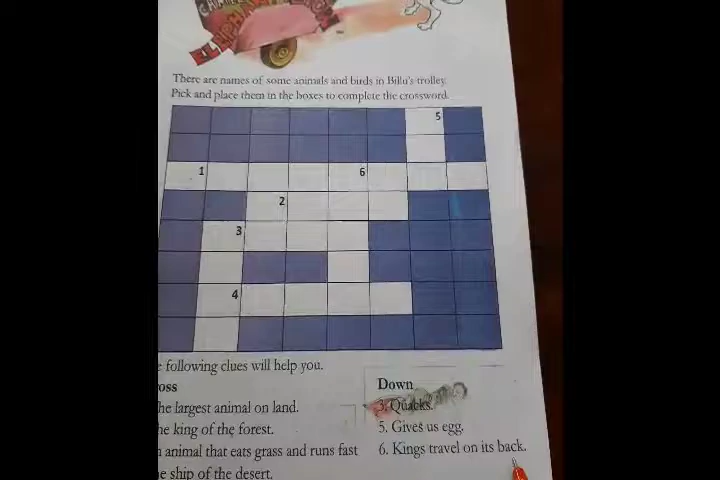 ELEPHANT
There are names of some animals and birds in Billu's trolley.
Pick and place them in the boxes to complete the crossword.
5
1 6
2
3
4
following clues will help you.
he largest animal on land.
he king of the forest.
animal that eats grass and runs fast
ship of the desert.
Down
3. Quacks.
5. Gives us egg.
6. Kings travel on its back.